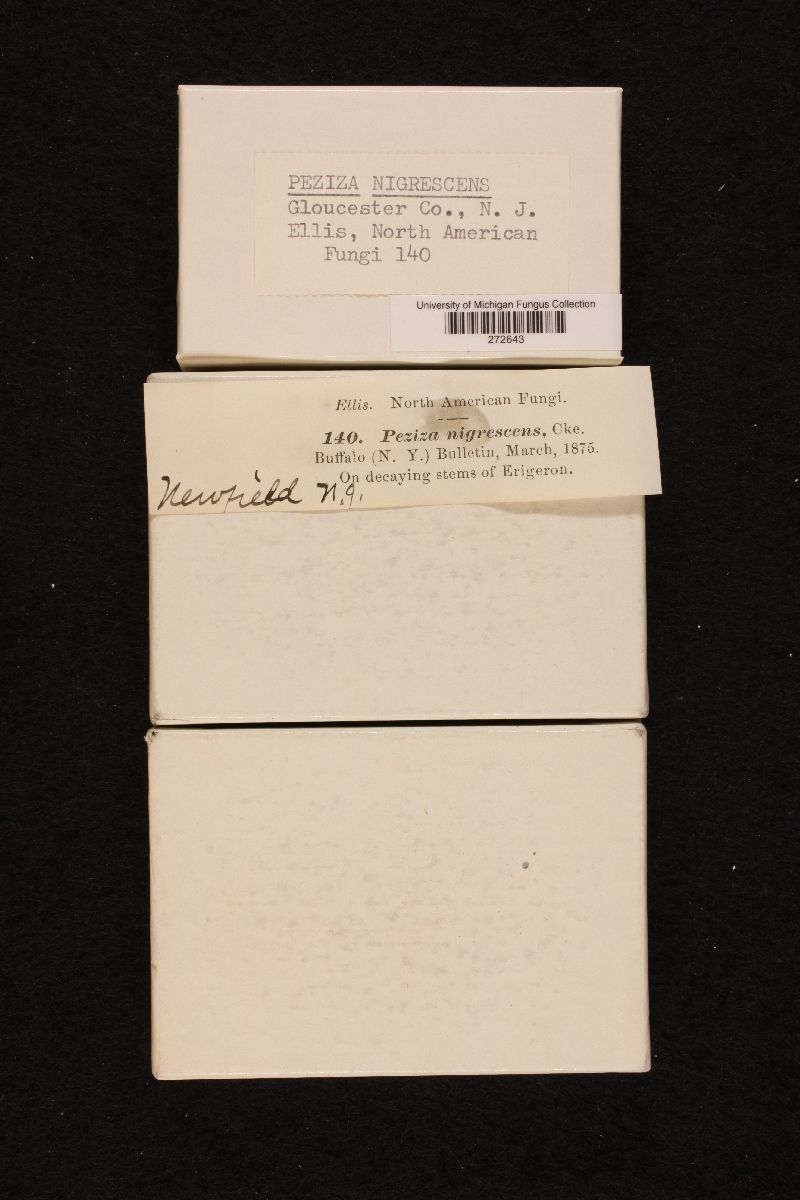 PEZIZA NIGRESCENS
Gloucester Co., N. J.
Ellis, North American
Fungi 140
University of Michigan Fungus Collection
272643
Ellis. North American Fungi.
140. Peziza nigrescens, Cke.
Buffalo (N. Y.) Bulletin, March, 1875.
On decaying stems of Erigeron.
Newfield N.J.